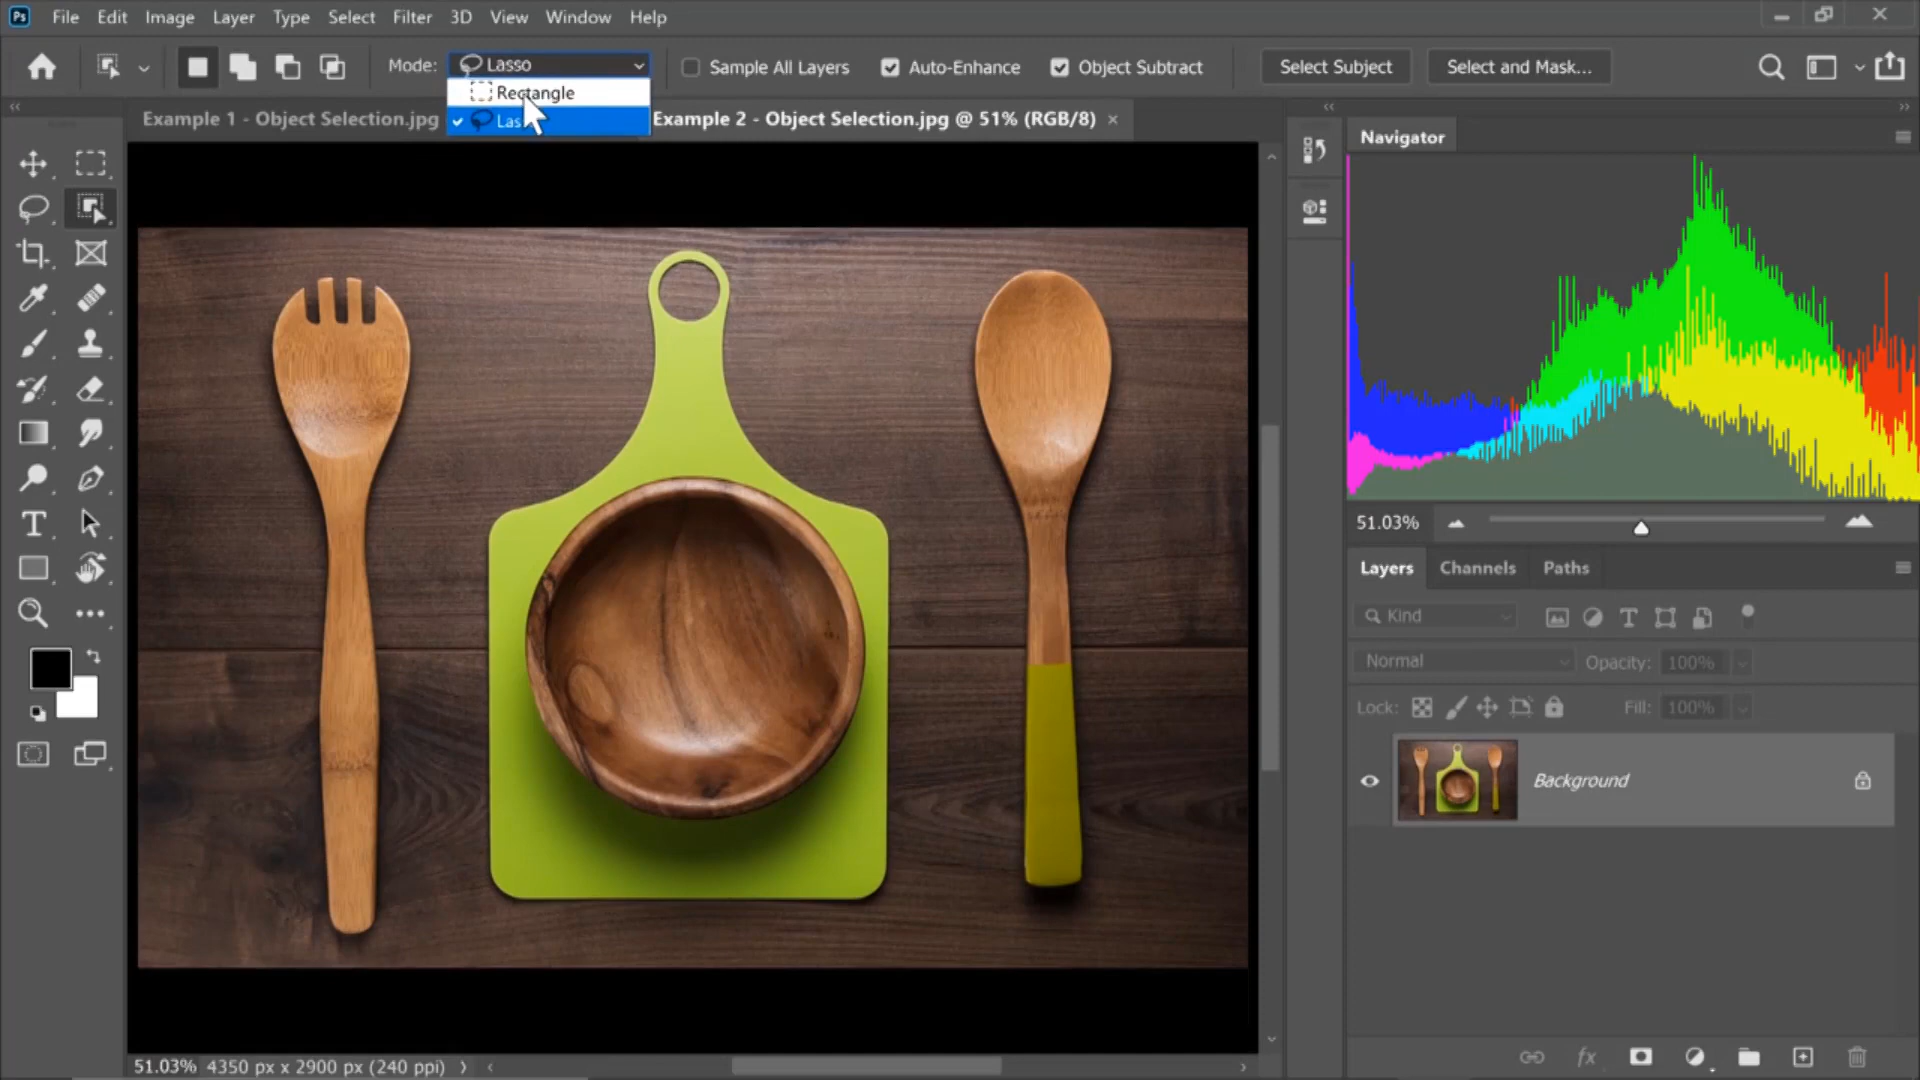 Ps File Edit Image Layer Type Select Filter 3D View Window Help
Mode: Lasso Sample All Layers Auto-Enhance Object Subtract Select Subject Select and Mask...
Rectangle
Example 1 - Object Selection.jpg Example 2 - Object Selection.jpg @ 51% (RGB/8) ×
Navigator
51.03%
Layers Channels Paths
Kind
Normal Opacity: 100%
Lock: Fill: 100%
Background
51.03% 4350 px x 2900 px (240 ppi)
fx